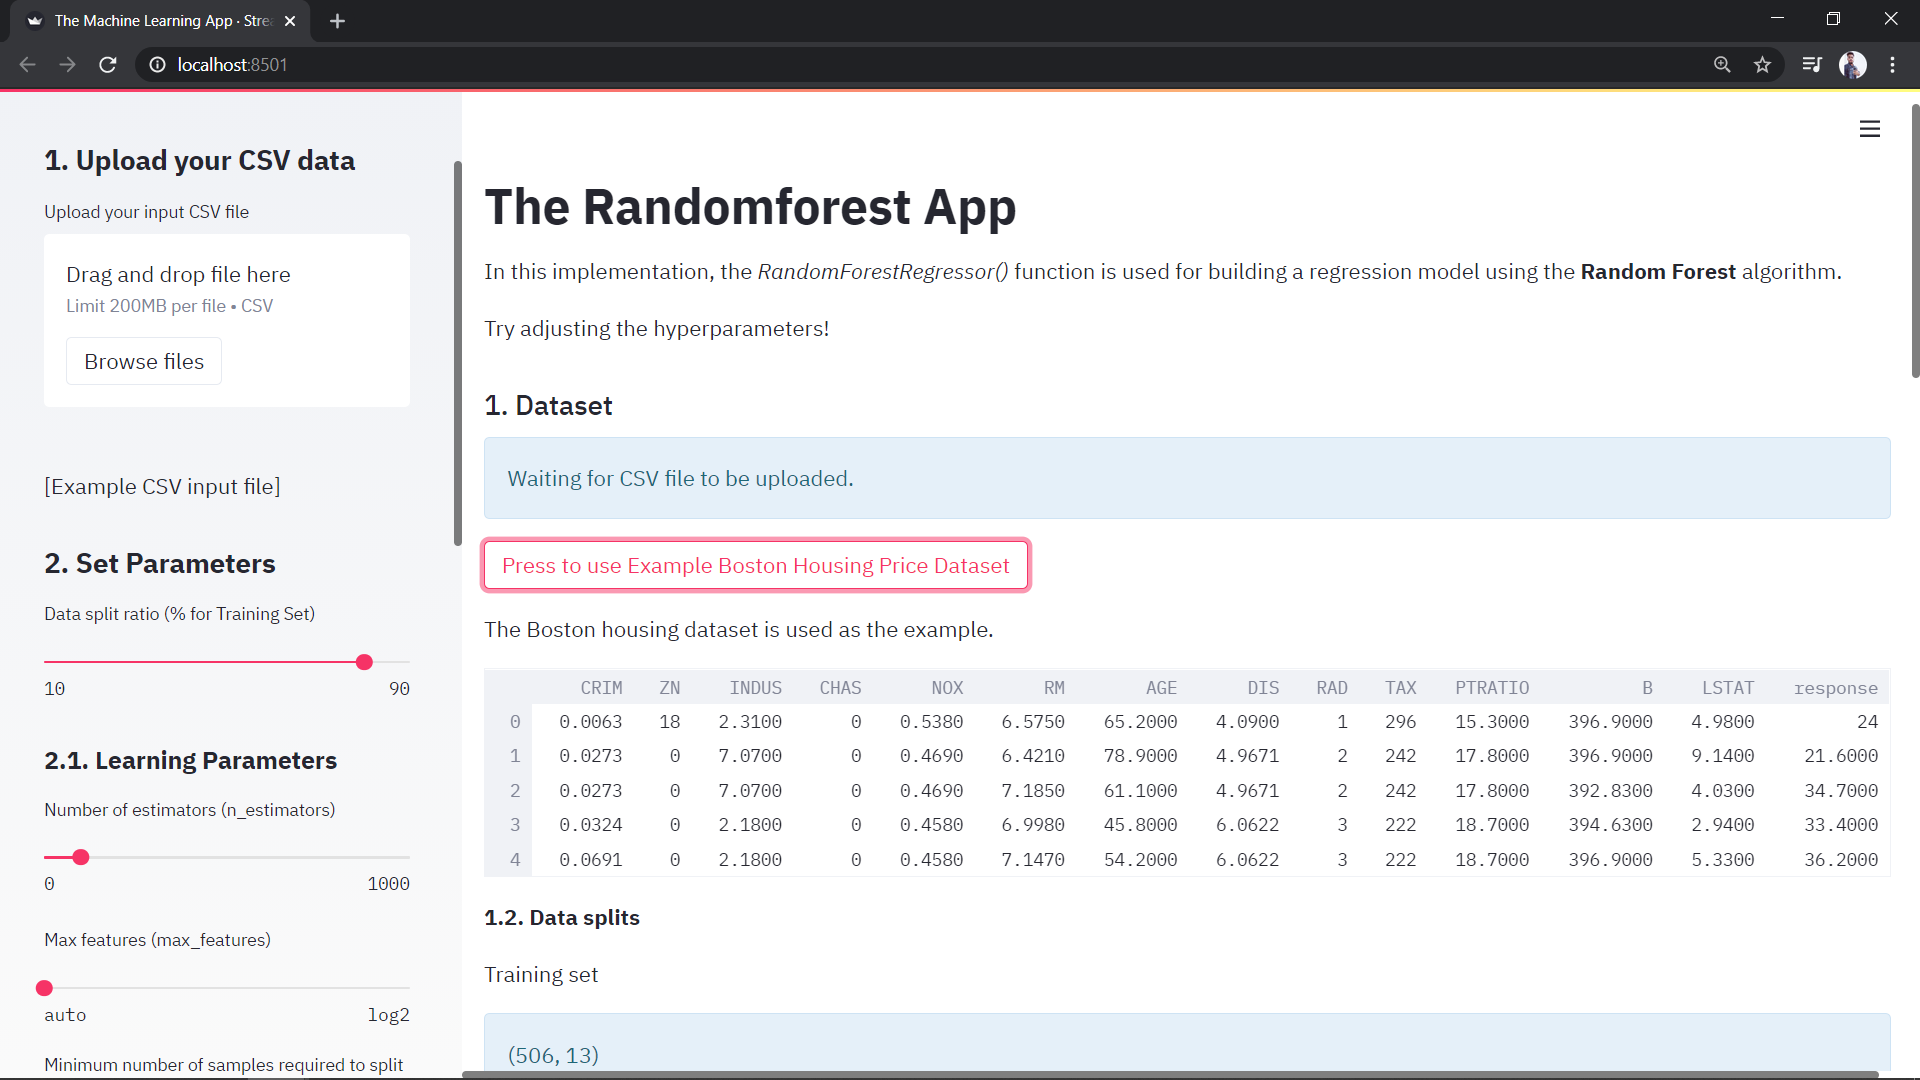 The Machine Learning App · Strea
localhost:8501
1. Upload your CSV data
Upload your input CSV file
Drag and drop file here
Limit 200MB per file • CSV
Browse files
[Example CSV input file]
2. Set Parameters
Data split ratio (% for Training Set)
10 90
2.1. Learning Parameters
Number of estimators (n_estimators)
0 1000
Max features (max_features)
auto log2
Minimum number of samples required to split
The Randomforest App
In this implementation, the RandomForestRegressor() function is used for building a regression model using the Random Forest algorithm.
Try adjusting the hyperparameters!
1. Dataset
Waiting for CSV file to be uploaded.
Press to use Example Boston Housing Price Dataset
The Boston housing dataset is used as the example.
CRIM ZN INDUS CHAS NOX RM AGE DIS RAD TAX PTRATIO B LSTAT response
0 0.0063 18 2.3100 0 0.5380 6.5750 65.2000 4.0900 1 296 15.3000 396.9000 4.9800 24
1 0.0273 0 7.0700 0 0.4690 6.4210 78.9000 4.9671 2 242 17.8000 396.9000 9.1400 21.6000
2 0.0273 0 7.0700 0 0.4690 7.1850 61.1000 4.9671 2 242 17.8000 392.8300 4.0300 34.7000
3 0.0324 0 2.1800 0 0.4580 6.9980 45.8000 6.0622 3 222 18.7000 394.6300 2.9400 33.4000
4 0.0691 0 2.1800 0 0.4580 7.1470 54.2000 6.0622 3 222 18.7000 396.9000 5.3300 36.2000
1.2. Data splits
Training set
(506, 13)